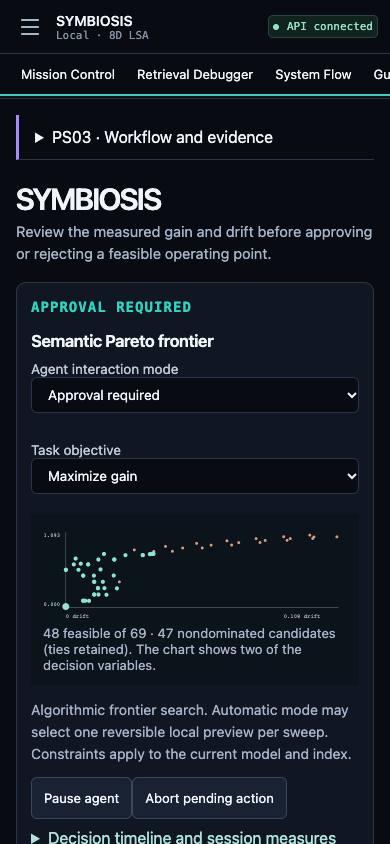 SYMBIOSIS
Local · 8D LSA
API connected
Mission Control Retrieval Debugger System Flow Gu
PS03 · Workflow and evidence
SYMBIOSIS
Review the measured gain and drift before approving
or rejecting a feasible operating point.
APPROVAL REQUIRED
Semantic Pareto frontier
Agent interaction mode
Approval required
Task objective
Maximize gain
1.093
0.000
0 drift 0.108 drift
48 feasible of 69 · 47 nondominated candidates
(ties retained). The chart shows two of the
decision variables.
Algorithmic frontier search. Automatic mode may
select one reversible local preview per sweep.
Constraints apply to the current model and index.
Pause agent Abort pending action
Decision timeline and session measures